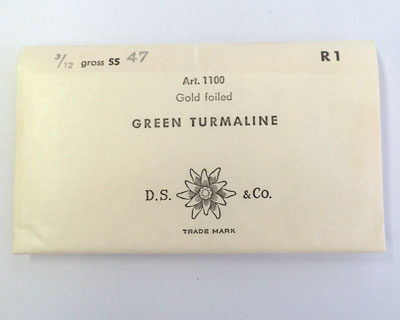 3/12 gross SS 47 R1
Art. 1100
Gold foiled
GREEN TURMALINE
D.S. & Co.
TRADE MARK